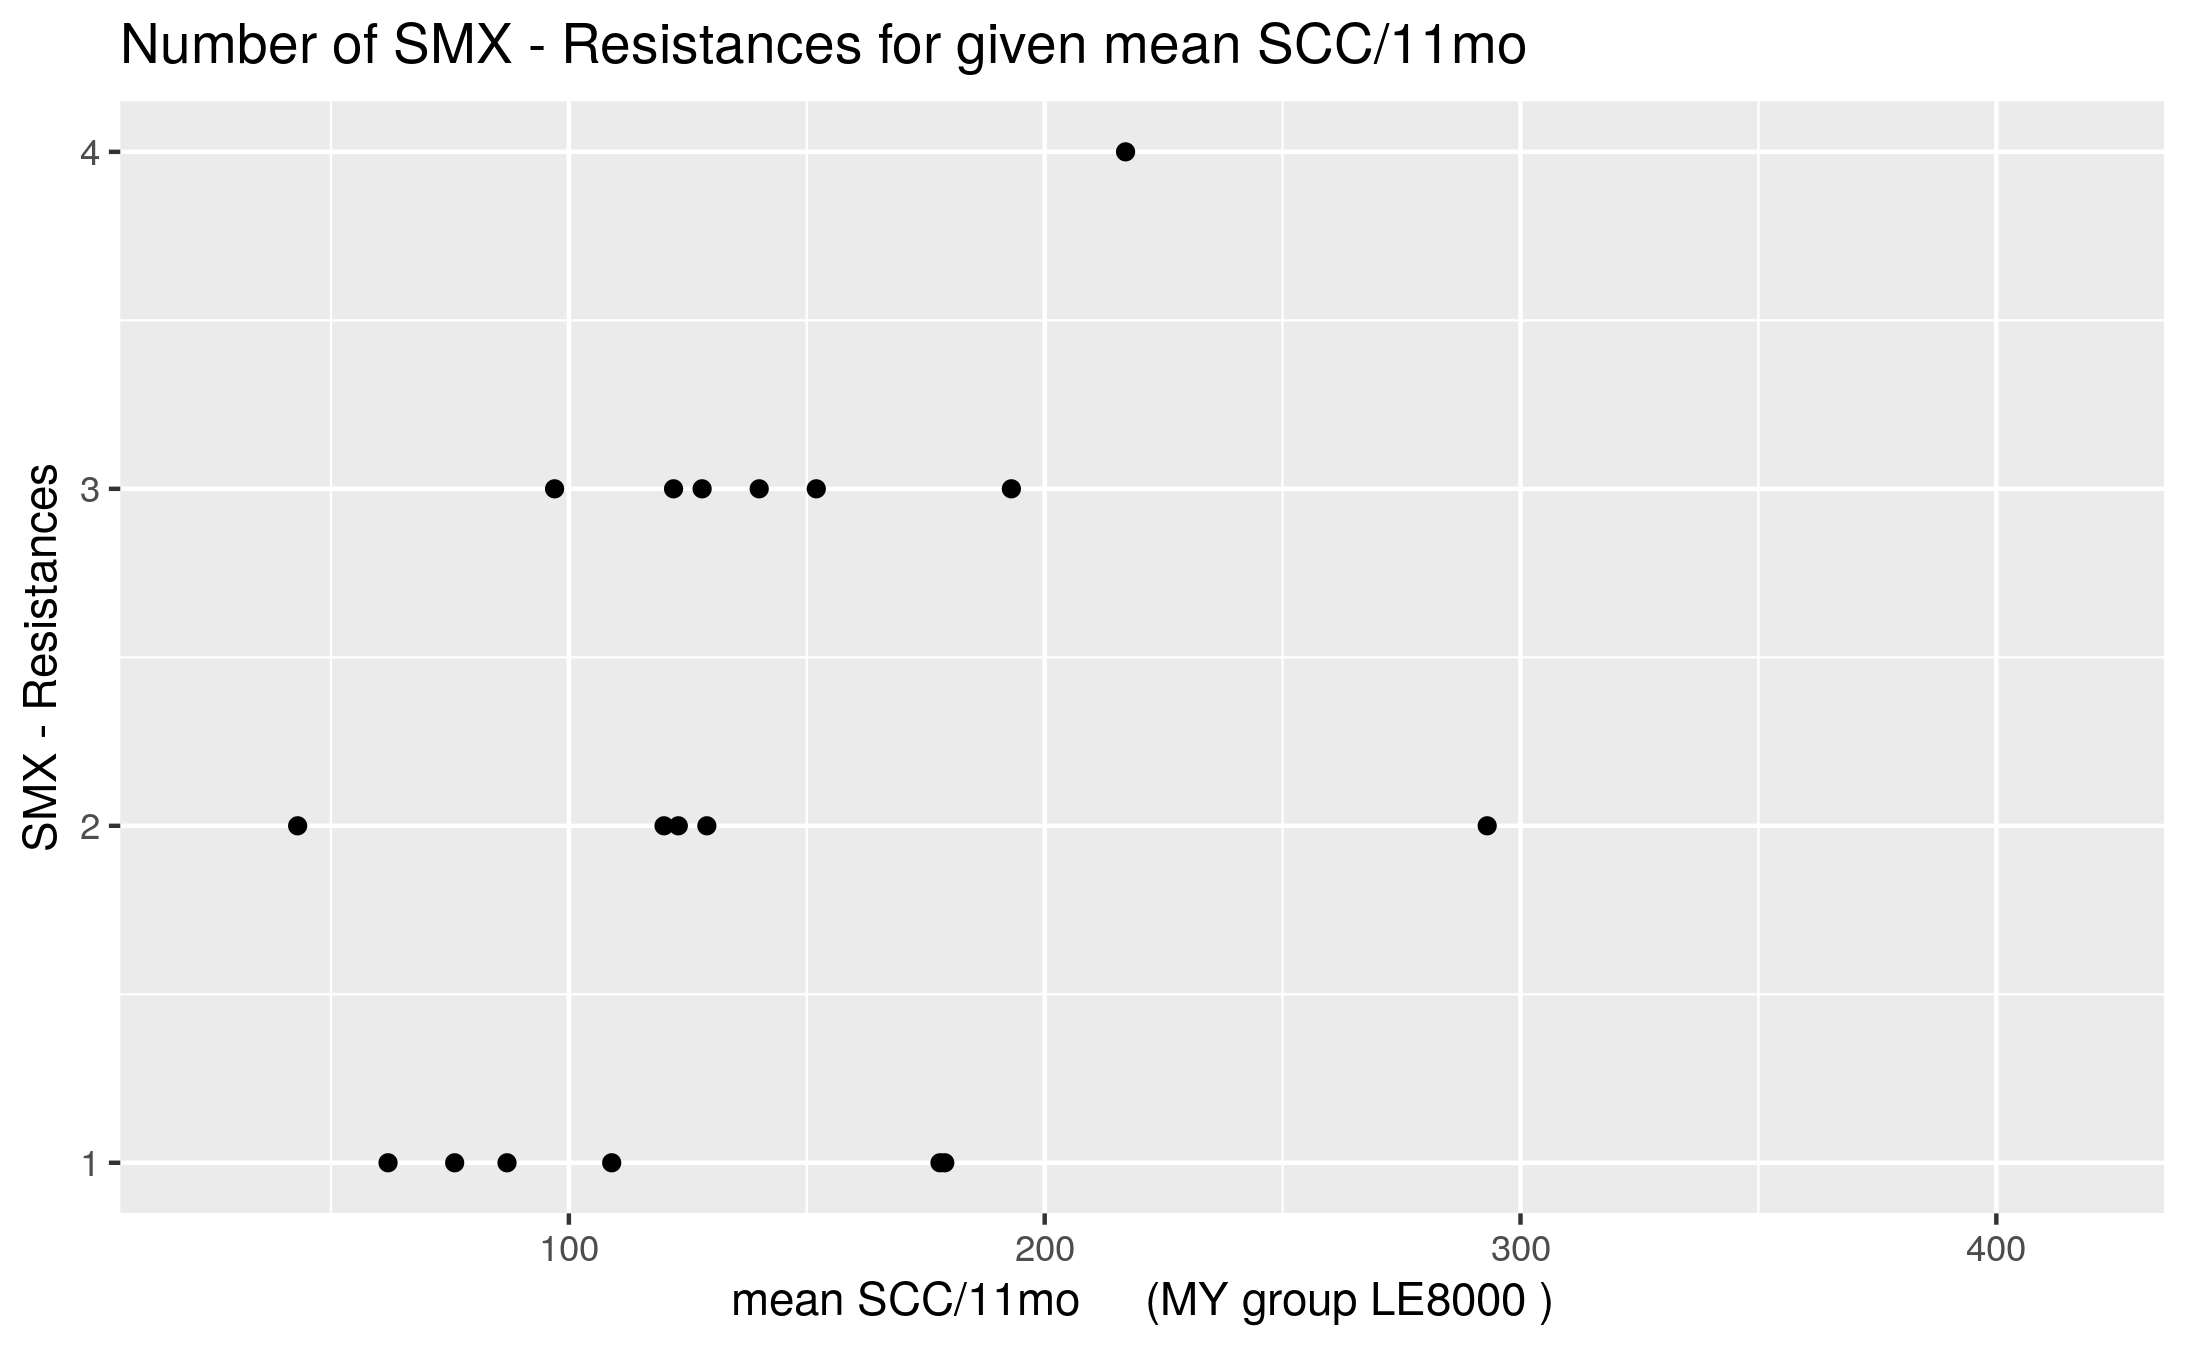 Number of SMX - Resistances for given mean SCC/11mo
SMX - Resistances
4
3
2
1
100 200 300 400
mean SCC/11mo (MY group LE8000 )